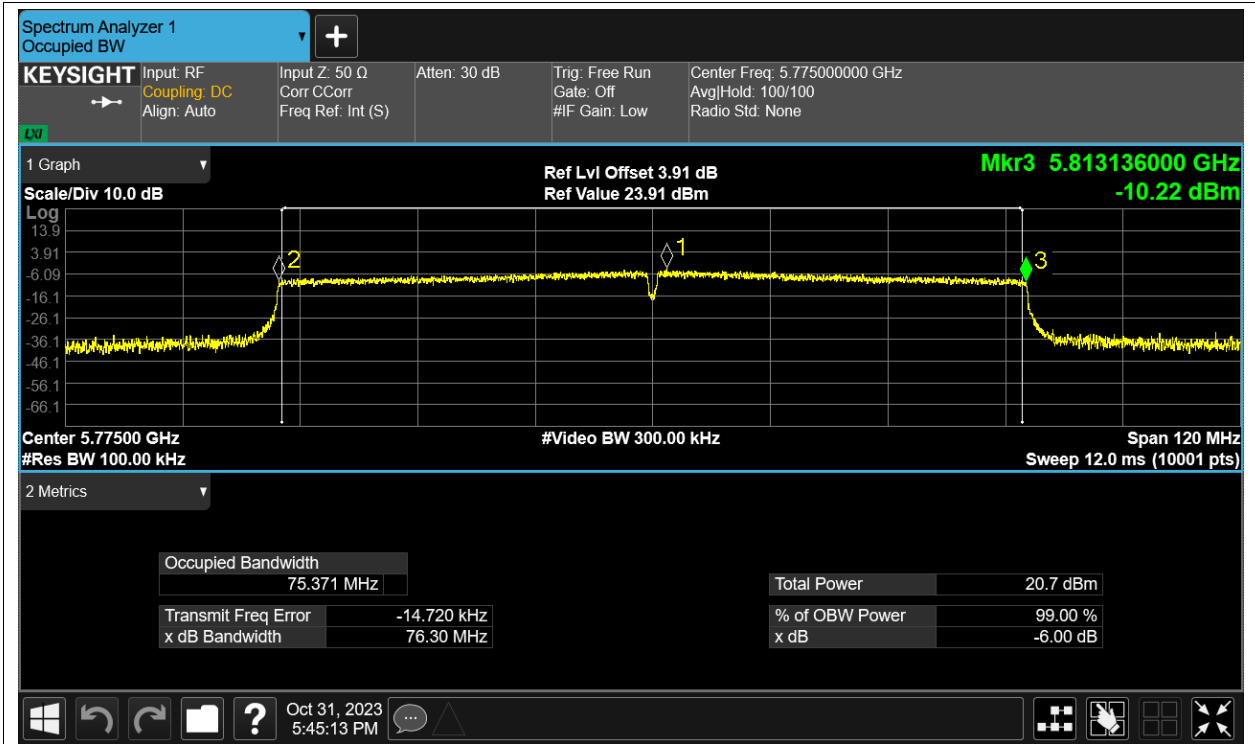 Spectrum Analyzer 1
Occupied BW
KEYSIGHT
LXI
Input: RF
Coupling: DC
Align: Auto
Input Z: 50 Ω
Corr CCorr
Freq Ref: Int (S)
Atten: 30 dB
Trig: Free Run
Gate: Off
#IF Gain: Low
Center Freq: 5.775000000 GHz
Avg|Hold: 100/100
Radio Std: None
1 Graph
Scale/Div 10.0 dB
Ref Lvl Offset 3.91 dB
Ref Value 23.91 dBm
Mkr3 5.813136000 GHz
-10.22 dBm
Log
13.9
3.91
-6.09
-16.1
-26.1
-36.1
-46.1
-56.1
-66.1
2
1
3
Center 5.77500 GHz
#Video BW 300.00 kHz
Span 120 MHz
#Res BW 100.00 kHz
Sweep 12.0 ms (10001 pts)
2 Metrics
Occupied Bandwidth
75.371 MHz
Transmit Freq Error -14.720 kHz
x dB Bandwidth 76.30 MHz
Total Power 20.7 dBm
% of OBW Power 99.00 %
x dB -6.00 dB
?
Oct 31, 2023
5:45:13 PM